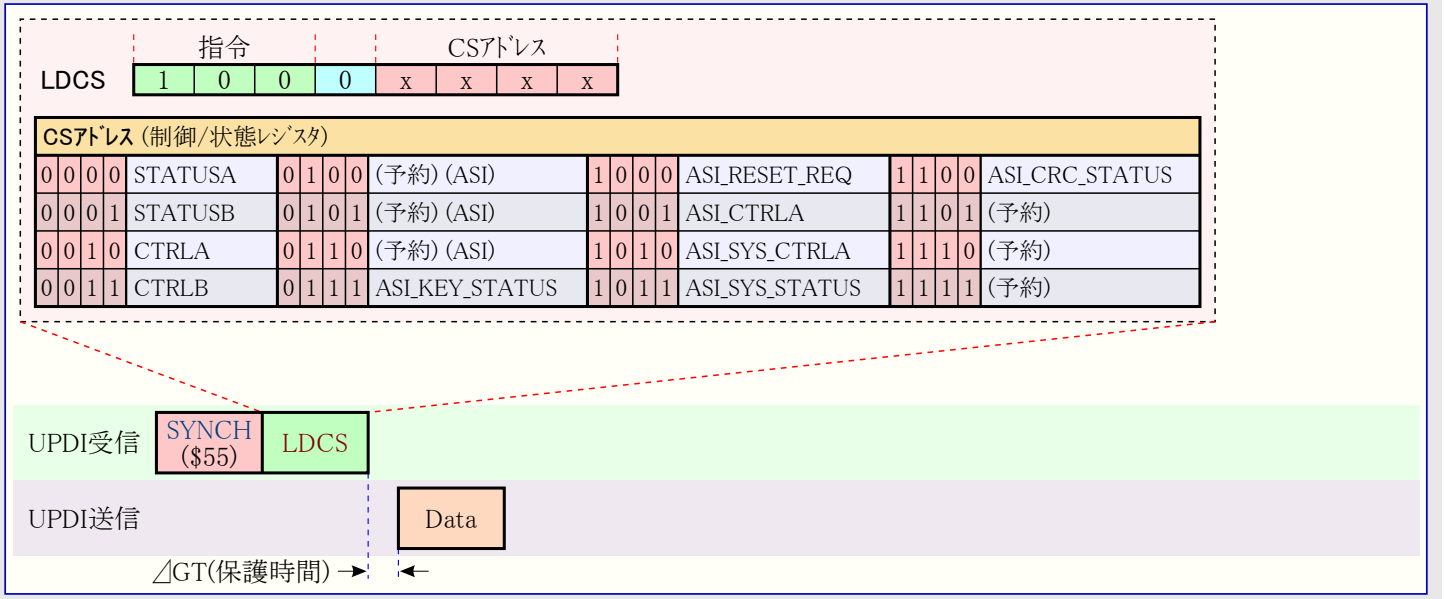 指令 CSアドレス
LDCS 1 0 0 0 x x x x
CSアドレス (制御/状態レジスタ)
0 0 0 0 STATUSA 0 1 0 0 (予約) (ASI) 1 0 0 0 ASI_RESET_REQ 1 1 0 0 ASI_CRC_STATUS
0 0 0 1 STATUSB 0 1 0 1 (予約) (ASI) 1 0 0 1 ASI_CTRLA 1 1 0 1 (予約)
0 0 1 0 CTRLA 0 1 1 0 (予約) (ASI) 1 0 1 0 ASI_SYS_CTRLA 1 1 1 0 (予約)
0 0 1 1 CTRLB 0 1 1 1 ASI_KEY_STATUS 1 0 1 1 ASI_SYS_STATUS 1 1 1 1 (予約)
UPDI受信 SYNCH ($55) LDCS
UPDI送信 Data
⊿GT(保護時間)